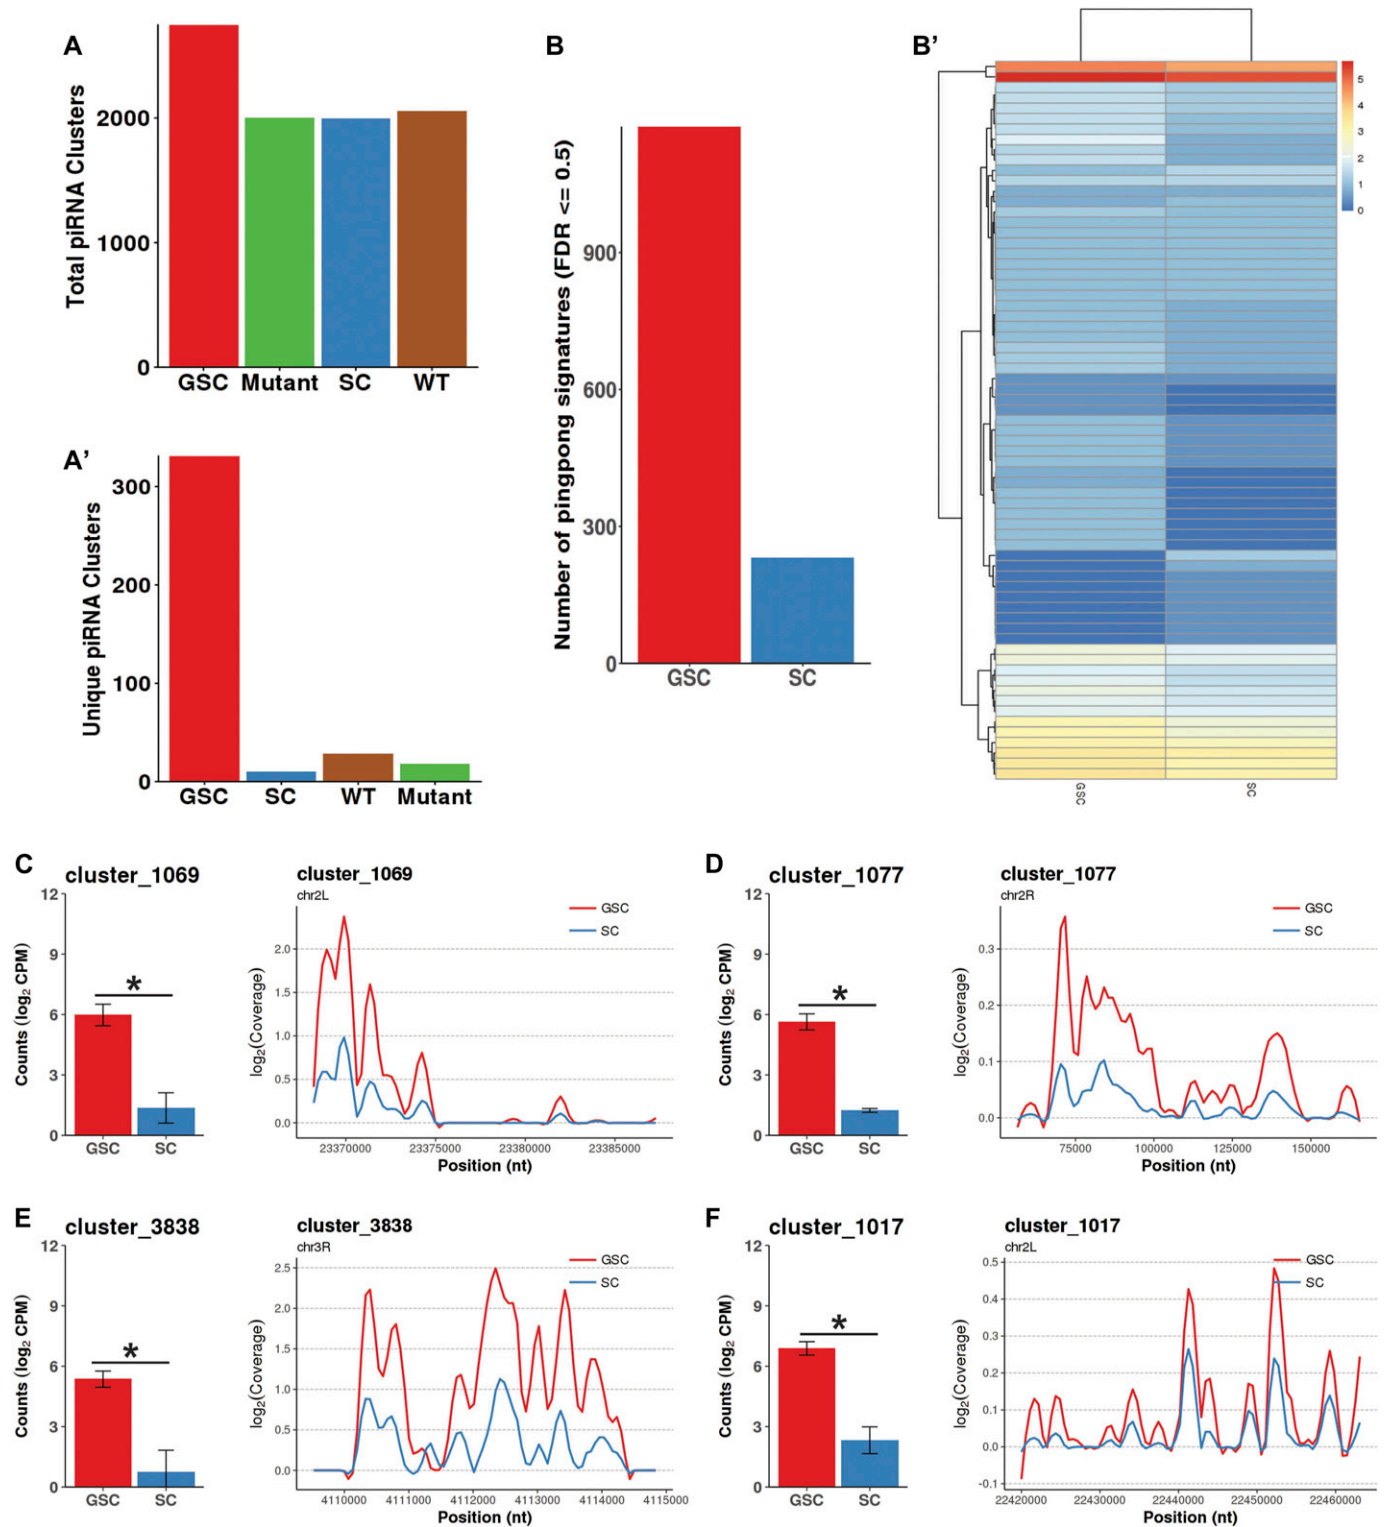 A
Total piRNA Clusters
2000
1000
0
GSC Mutant SC WT
A’
Unique piRNA Clusters
300
200
100
0
GSC SC WT Mutant
B
Number of pingpong signatures (FDR <= 0.5)
900
600
300
0
GSC SC
B’
5
4
3
2
1
0
GSC SC
C
cluster_1069
12
9
6
3
0
Counts (log2 CPM)
*
GSC SC
cluster_1069
chr2L
GSC
SC
log2(Coverage)
2.0
1.5
1.0
0.5
0.0
23370000 23375000 23380000 23385000
Position (nt)
D
cluster_1077
12
9
6
3
0
Counts (log2 CPM)
*
GSC SC
cluster_1077
chr2R
GSC
SC
log2(Coverage)
0.3
0.2
0.1
0.0
75000 100000 125000 150000
Position (nt)
E
cluster_3838
12
9
6
3
0
Counts (log2 CPM)
*
GSC SC
cluster_3838
chr3R
GSC
SC
log2(Coverage)
2.5
2.0
1.5
1.0
0.5
0.0
4110000 4111000 4112000 4113000 4114000 4115000
Position (nt)
F
cluster_1017
12
9
6
3
0
Counts (log2 CPM)
*
GSC SC
cluster_1017
chr2L
GSC
SC
log2(Coverage)
0.5
0.4
0.3
0.2
0.1
0.0
-0.1
22420000 22430000 22440000 22450000 22460000
Position (nt)